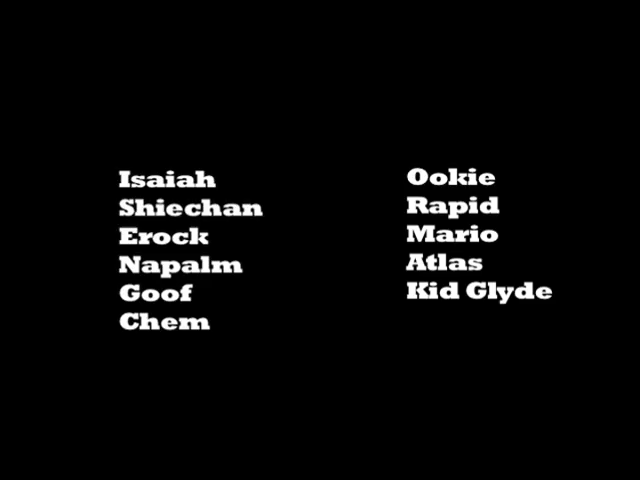 Isaiah
Shiechan
Erock
Napalm
Goof
Chem
Ookie
Rapid
Mario
Atlas
Kid Glyde